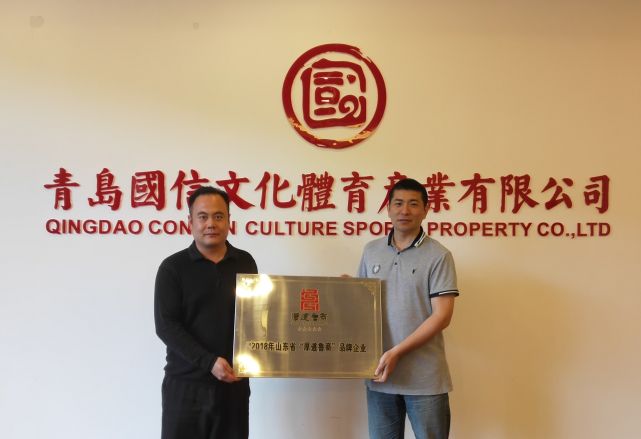 青島國信文化體育産業有限公司
QINGDAO CON N CULTURE SPOR PROPERTY CO.,LTD
厚道鲁商
2018年山东省“厚道鲁商”品牌企业